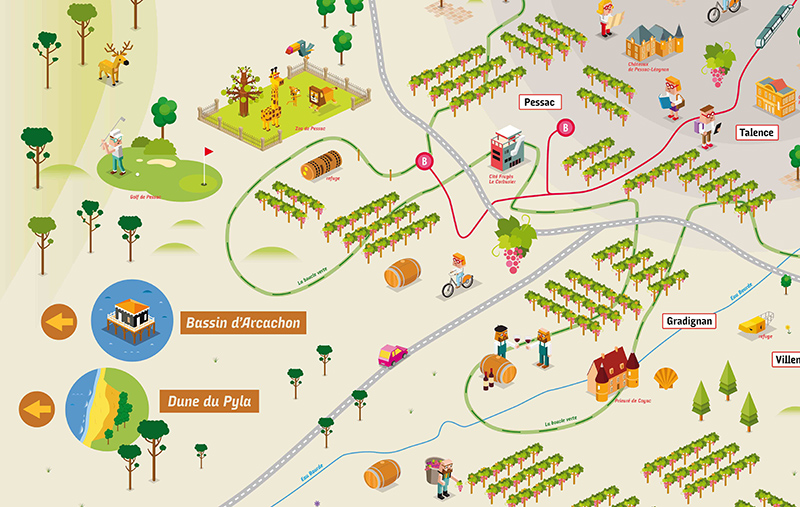 Châteaux
de Pessac-Léognan
Pessac
Zoo de Pessac
B
Talence
B
refuge
Cité Frugès
Le Corbusier
Golf de Pessac
La boucle verte
Eau Bourde
Bassin d'Arcachon
Gradignan
refuge
Villen
Dune du Pyla
Prieuré de Cayac
La boucle verte
Eau Bourde